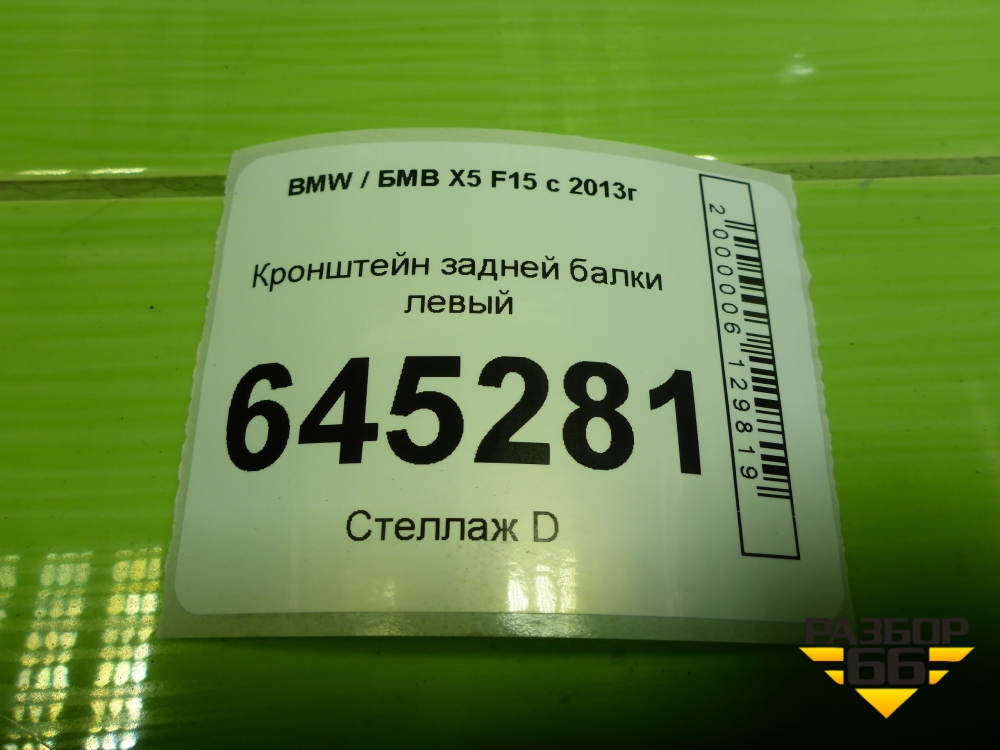 BMW / БМВ X5 F15 с 2013г
Кронштейн задней балки
левый
645281
Стеллаж D
2000006129819
РАЗБОР
66